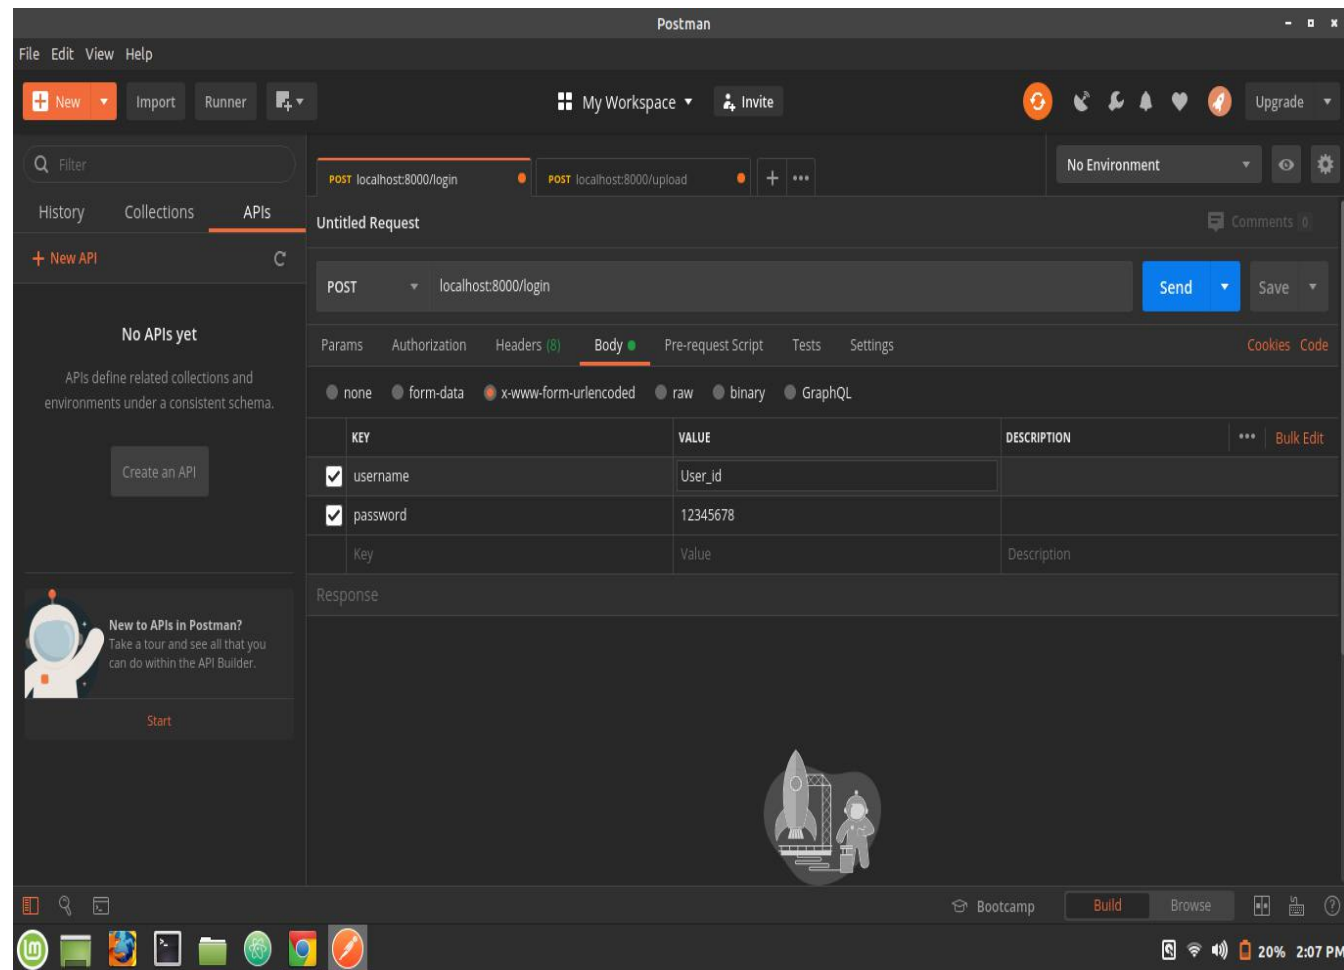 Postman
File Edit View Help
New Import Runner My Workspace Invite Upgrade
Filter
POST localhost:8000/login POST localhost:8000/upload No Environment
History Collections APIs
Untitled Request Comments 0
+ New API
POST localhost:8000/login Send Save
No APIs yet
APIs define related collections and
environments under a consistent schema.
Create an API
Params Authorization Headers (8) Body Pre-request Script Tests Settings Cookies Code
none form-data x-www-form-urlencoded raw binary GraphQL
KEY VALUE DESCRIPTION Bulk Edit
username User_id
password 12345678
Key Value Description
Response
New to APIs in Postman?
Take a tour and see all that you
can do within the API Builder.
Start
Bootcamp Build Browse
20% 2:07 PM